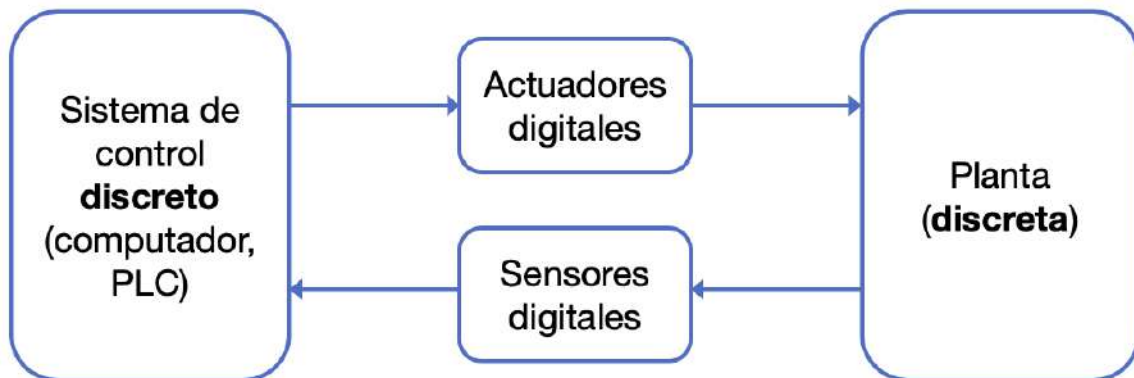 Sistema de
control
discreto
(computador,
PLC)
Actuadores
digitales
Sensores
digitales
Planta
(discreta)